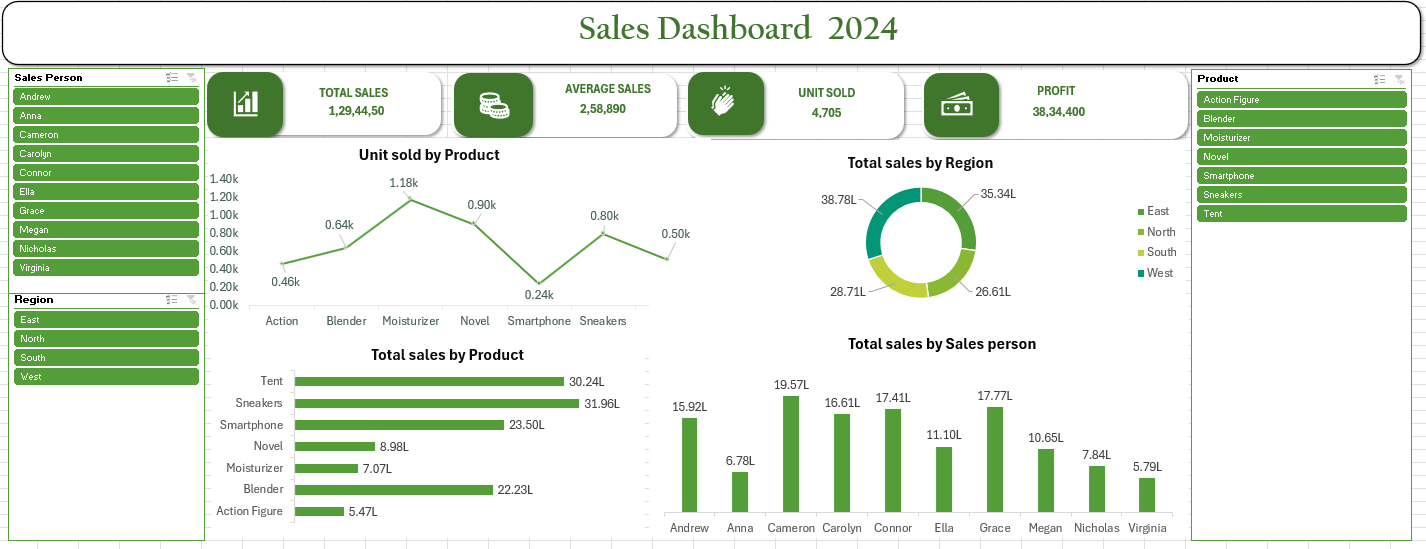 Sales Dashboard 2024
Sales Person
Andrew
Anna
Cameron
Carolyn
Connor
Ella
Grace
Megan
Nicholas
Virginia
Region
East
North
South
West
TOTAL SALES
1,29,44,50
AVERAGE SALES
2,58,890
UNIT SOLD
4,705
PROFIT
38,34,400
Unit sold by Product
1.40k
1.20k
1.00k
0.80k
0.60k
0.40k
0.20k
0.00k
0.46k
0.64k
1.18k
0.90k
0.24k
0.80k
0.50k
Action Blender Moisturizer Novel Smartphone Sneakers
Total sales by Region
38.78L
35.34L
28.71L
26.61L
East
North
South
West
Total sales by Product
Tent 30.24L
Sneakers 31.96L
Smartphone 23.50L
Novel 8.98L
Moisturizer 7.07L
Blender 22.23L
Action Figure 5.47L
Total sales by Sales person
15.92L
6.78L
19.57L
16.61L
17.41L
11.10L
17.77L
10.65L
7.84L
5.79L
Andrew Anna Cameron Carolyn Connor Ella Grace Megan Nicholas Virginia
Product
Action Figure
Blender
Moisturizer
Novel
Smartphone
Sneakers
Tent